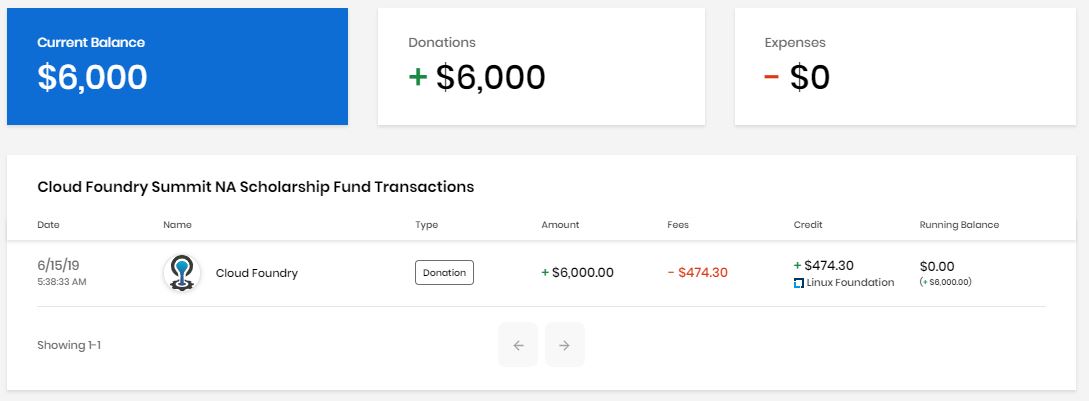 Current Balance
$6,000
Donations
+ $6,000
Expenses
- $0
Cloud Foundry Summit NA Scholarship Fund Transactions
Date Name Type Amount Fees Credit Running Balance
6/15/19 Cloud Foundry Donation + $6,000.00 - $474.30 + $474.30 $0.00
5:38:33 AM Linux Foundation (+ $6,000.00)
Showing 1-1 ← →